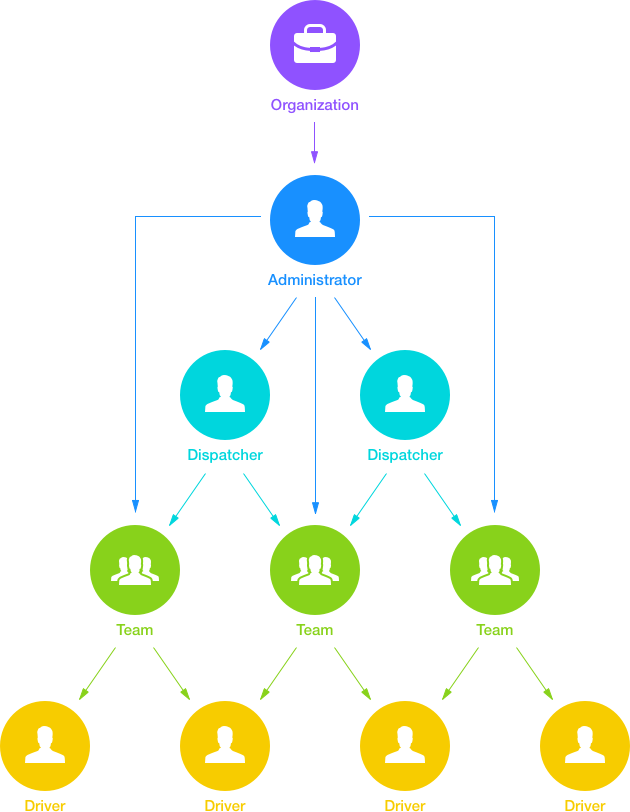 Organization
Administrator
Dispatcher
Dispatcher
Team
Team
Team
Driver
Driver
Driver
Driver